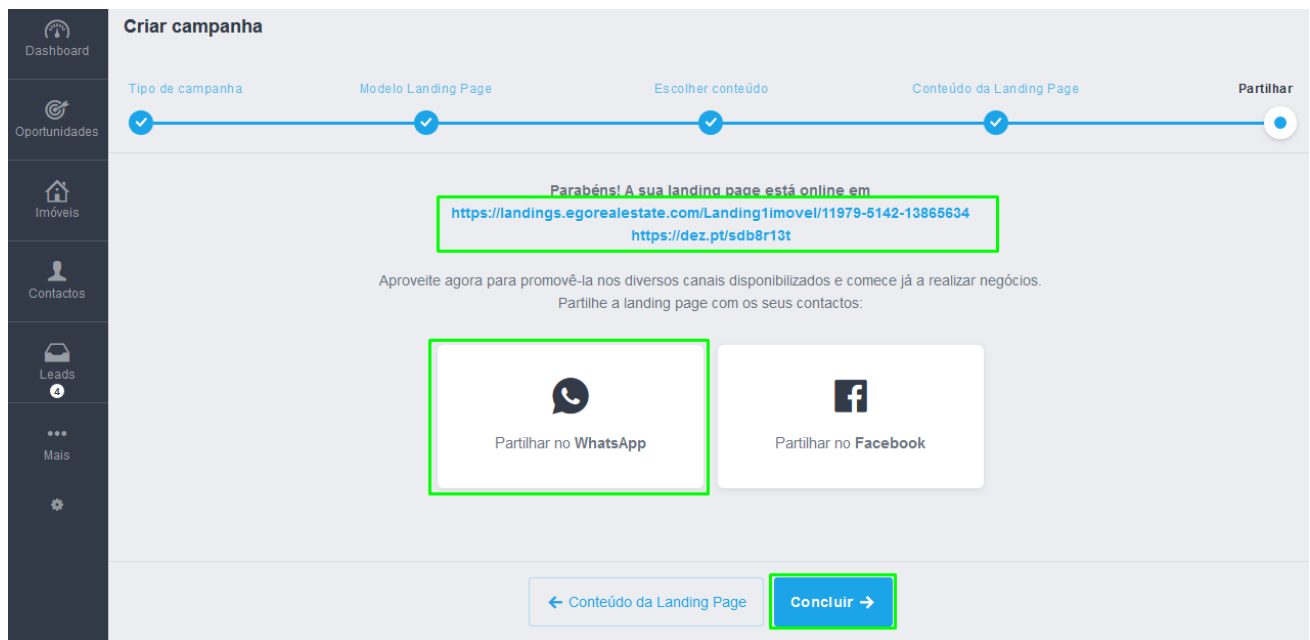 Criar campanha
Dashboard
Tipo de campanha
Modelo Landing Page
Escolher conteúdo
Conteúdo da Landing Page
Partilhar
Oportunidades
Imóveis
Contactos
Leads
4
Mais
Parabéns! A sua landing page está online em
https://landings.egorealestate.com/Landing1imovel/11979-5142-13865634
https://dez.pt/sdb8r13t
Aproveite agora para promovê-la nos diversos canais disponibilizados e comece já a realizar negócios.
Partilhe a landing page com os seus contactos:
Partilhar no WhatsApp
Partilhar no Facebook
← Conteúdo da Landing Page
Concluir →